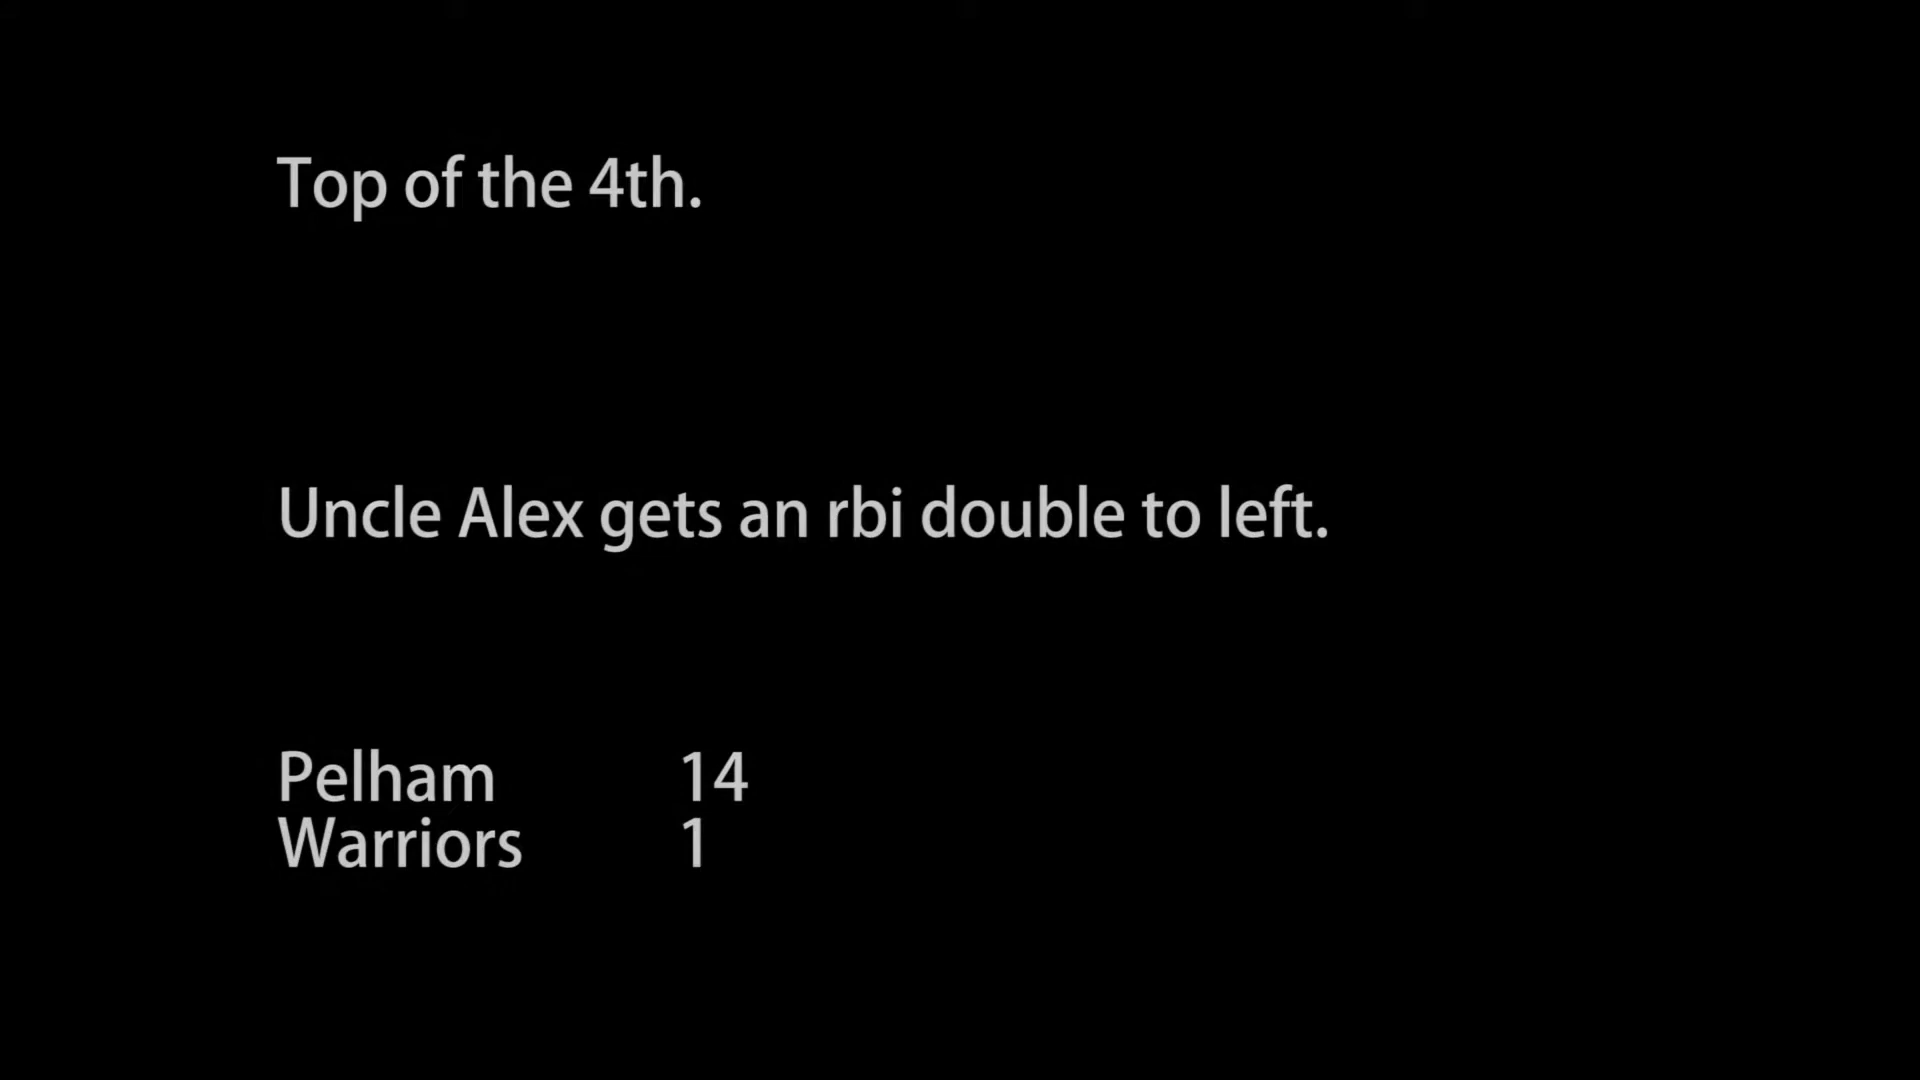 Top of the 4th.
Uncle Alex gets an rbi double to left.
Pelham 14
Warriors 1